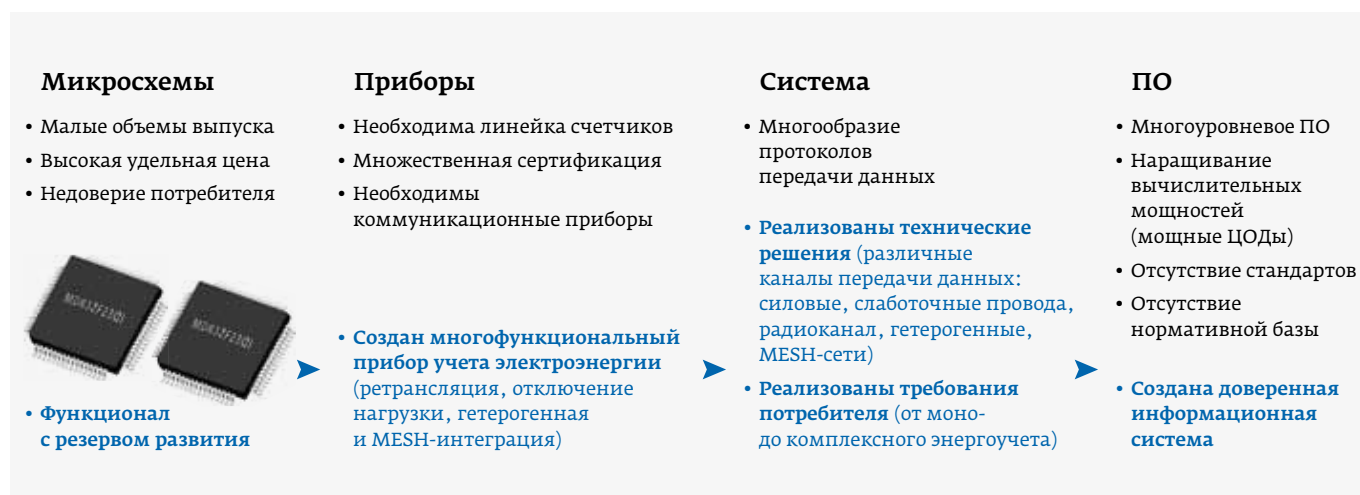 Микросхемы
• Малые объемы выпуска
• Высокая удельная цена
• Недоверие потребителя
MDR32F23QI
MDR32F23QI
• Функционал
с резервом развития
Приборы
• Необходима линейка счетчиков
• Множественная сертификация
• Необходимы
коммуникационные приборы
• Создан многофункциональный
прибор учета электроэнергии
(ретрансляция, отключение
нагрузки, гетерогенная
и MESH-интеграция)
Система
• Многообразие
протоколов
передачи данных
• Реализованы технические
решения (различные
каналы передачи данных:
силовые, слаботочные провода,
радиоканал, гетерогенные,
MESH-сети)
• Реализованы требования
потребителя (от моно-
до комплексного энергоучета)
ПО
• Многоуровневое ПО
• Наращивание
вычислительных
мощностей
(мощные ЦОДы)
• Отсутствие стандартов
• Отсутствие
нормативной базы
• Создана доверенная
информационная
система